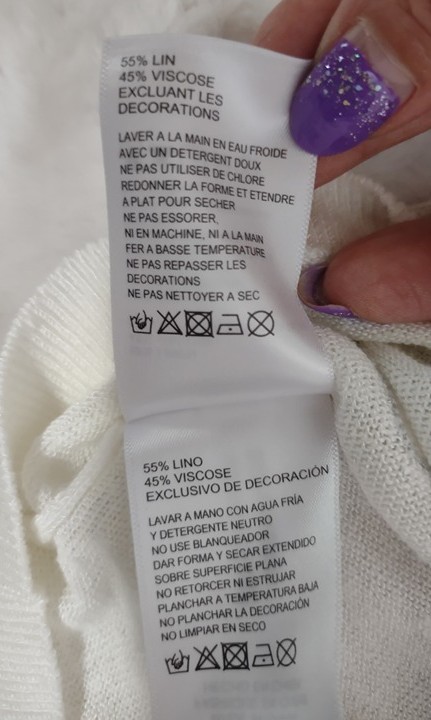 55% LIN
45% VISCOSE
EXCLUANT LES
DECORATIONS
LAVER A LA MAIN EN EAU FROIDE
AVEC UN DETERGENT DOUX
NE PAS UTILISER DE CHLORE
REDONNER LA FORME ET ETENDRE
A PLAT POUR SECHER
NE PAS ESSORER,
NI EN MACHINE, NI A LA MAIN
FER A BASSE TEMPERATURE
NE PAS REPASSER LES
DECORATIONS
NE PAS NETTOYER A SEC
55% LINO
45% VISCOSE
EXCLUSIVO DE DECORACIÓN
LAVAR A MANO CON AGUA FRÍA
Y DETERGENTE NEUTRO
NO USE BLANQUEADOR
DAR FORMA Y SECAR EXTENDIDO
SOBRE SUPERFICIE PLANA
NO RETORCER NI ESTRUJAR
PLANCHAR A TEMPERATURA BAJA
NO PLANCHAR LA DECORACIÓN
NO LIMPIAR EN SECO